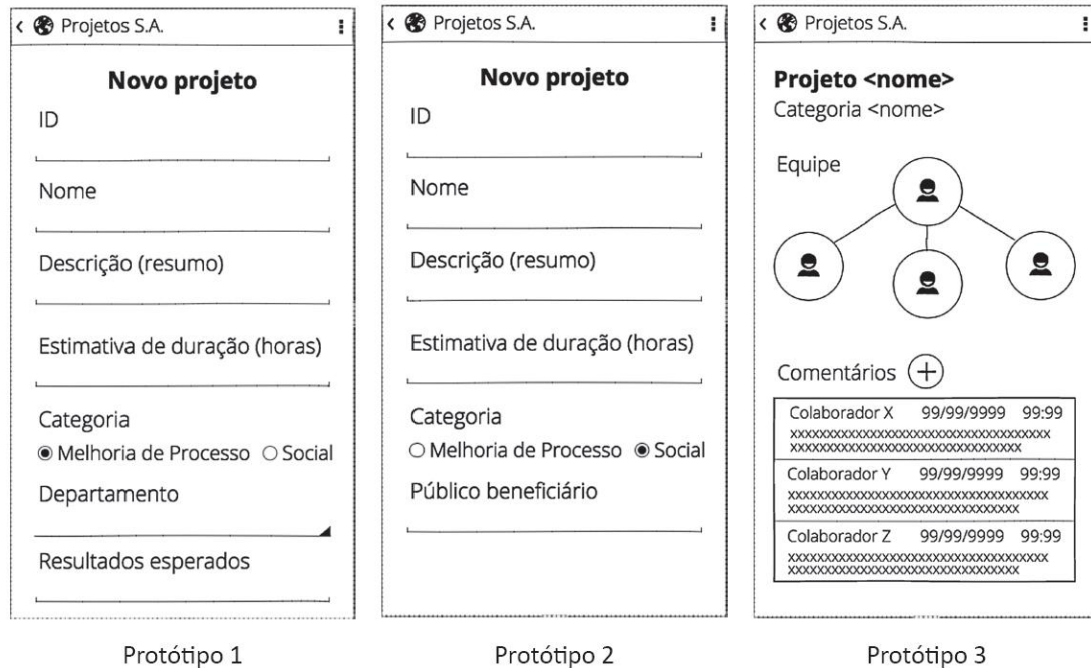 Projetos S.A.
Novo projeto
ID
Nome
Descrição (resumo)
Estimativa de duração (horas)
Categoria
Melhoria de Processo Social
Departamento
Resultados esperados
Protótipo 1
Projetos S.A.
Novo projeto
ID
Nome
Descrição (resumo)
Estimativa de duração (horas)
Categoria
Melhoria de Processo Social
Público beneficiário
Protótipo 2
Projetos S.A.
Projeto <nome>
Categoria <nome>
Equipe
Comentários +
Colaborador X 99/99/9999 99:99
xxxxxxxxxxxxxxxxxxxxxxxxxxxxxxxxxxxx
xxxxxxxxxxxxxxxxxxxxxxxxxxxxxxxx
Colaborador Y 99/99/9999 99:99
xxxxxxxxxxxxxxxxxxxxxxxxxxxxxxxxxxxx
xxxxxxxxxxxxxxxxxxxxxxxxxxxxxxxx
Colaborador Z 99/99/9999 99:99
xxxxxxxxxxxxxxxxxxxxxxxxxxxxxxxxxxxx
xxxxxxxxxxxxxxxxxxxxxxxxxxxxxxxx
Protótipo 3